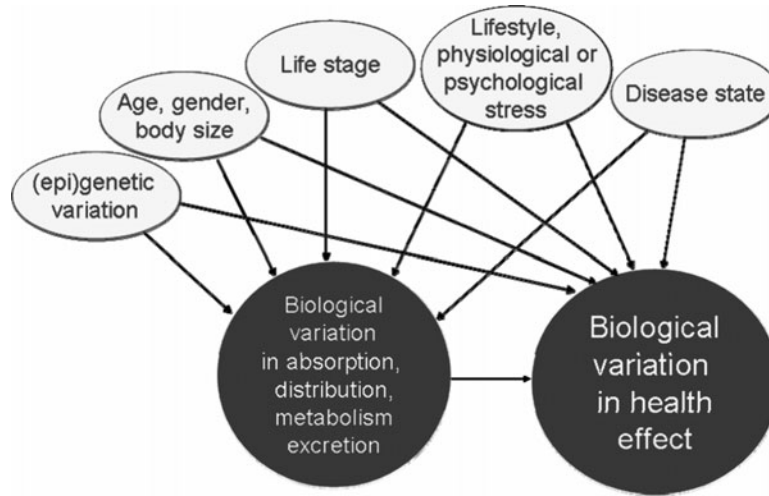 Life stage
Lifestyle,
physiological or
psychological
stress
Disease state
Age, gender,
body size
(epi)genetic
variation
Biological
variation
in absorption,
distribution,
metabolism
excretion
Biological
variation
in health
effect